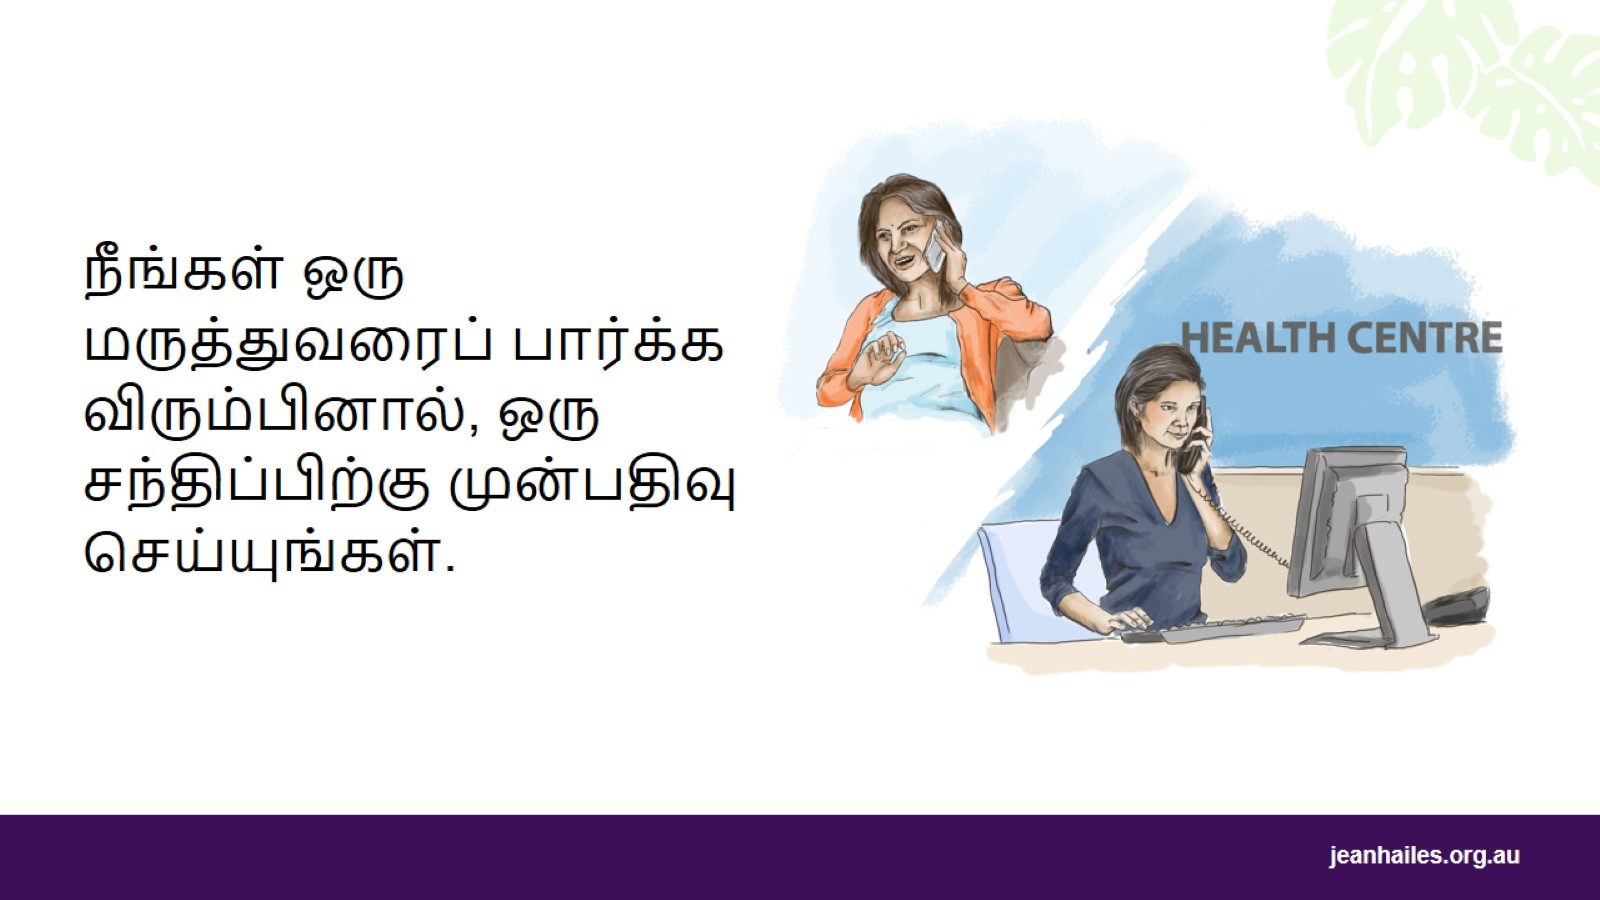 நீங்கள் ஒரு
மருத்துவரைப் பார்க்க
விரும்பினால், ஒரு
சந்திப்பிற்கு முன்பதிவு
செய்யுங்கள்.
HEALTH CENTRE
jeanhailes.org.au